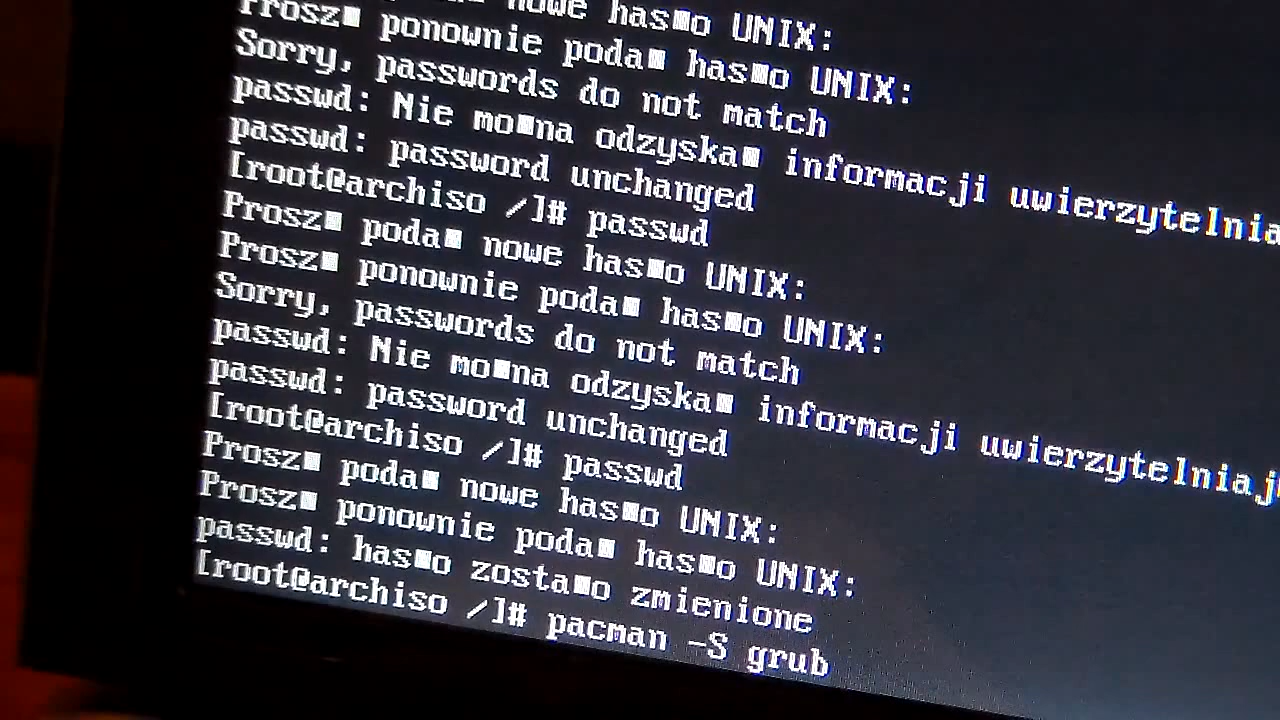 nowe has■o UNIX:
Prosz■ ponownie poda■ has■o UNIX:
Sorry, passwords do not match
passwd: Nie mo■na odzyska■ informacji uwierzytelnia
passwd: password unchanged
[root@archiso /]# passwd
Prosz■ poda■ nowe has■o UNIX:
Prosz■ ponownie poda■ has■o UNIX:
Sorry, passwords do not match
passwd: Nie mo■na odzyska■ informacji uwierzytelniaj
passwd: password unchanged
[root@archiso /]# passwd
Prosz■ poda■ nowe has■o UNIX:
Prosz■ ponownie poda■ has■o UNIX:
passwd: has■o zosta■o zmienione
[root@archiso /]# pacman -S grub